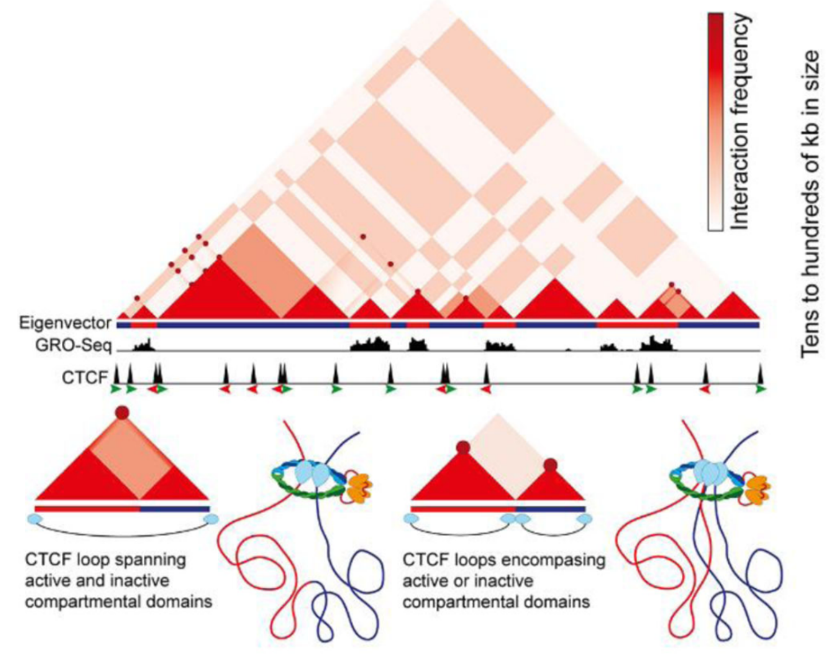 Interaction frequency
Tens to hundreds of kb in size
Eigenvector
GRO-Seq
CTCF
CTCF loop spanning
active and inactive
compartmental domains
CTCF loops encompasing
active or inactive
compartmental domains